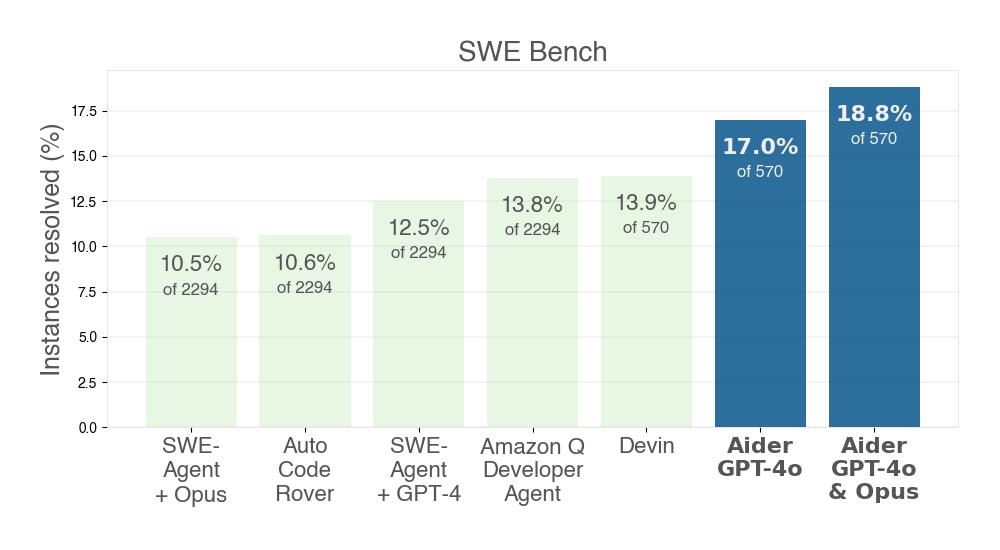 SWE Bench
Instances resolved (%)
17.5
15.0
12.5
10.0
7.5
5.0
2.5
0.0
10.5%
of 2294
10.6%
of 2294
12.5%
of 2294
13.8%
of 2294
13.9%
of 570
17.0%
of 570
18.8%
of 570
SWE-
Agent
+ Opus
Auto
Code
Rover
SWE-
Agent
+ GPT-4
Amazon Q
Developer
Agent
Devin
Aider
GPT-4o
Aider
GPT-4o
& Opus